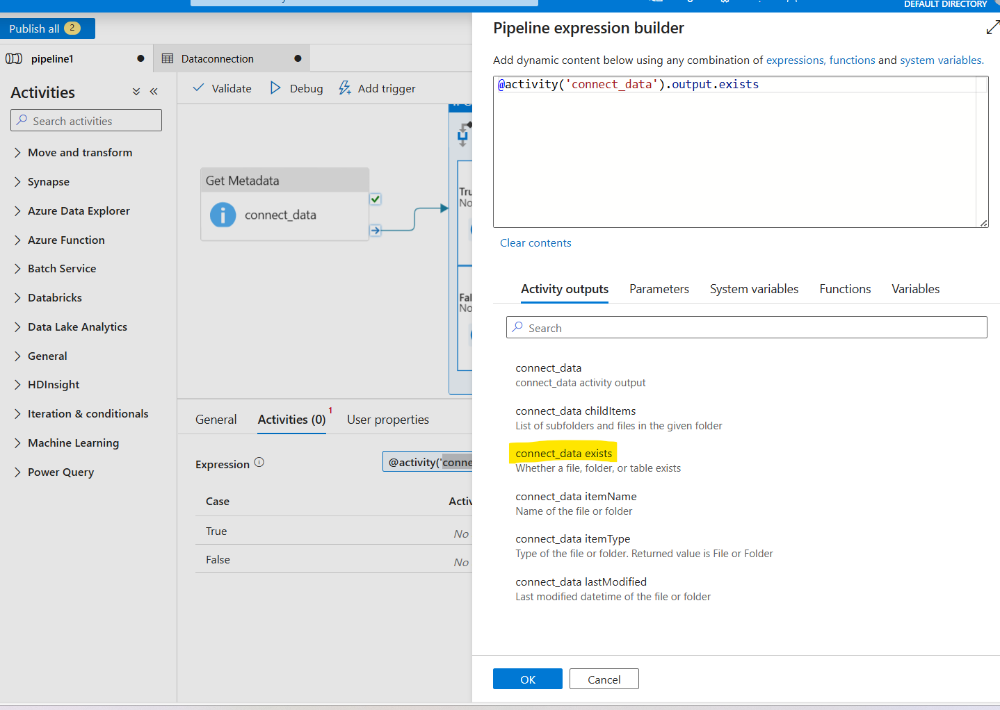 DEFAULT DIRECTORY
Publish all 2
pipeline1
Dataconnection
Activities
Search activities
Move and transform
Synapse
Azure Data Explorer
Azure Function
Batch Service
Databricks
Data Lake Analytics
General
HDInsight
Iteration & conditionals
Machine Learning
Power Query
Validate
Debug
Add trigger
Get Metadata
connect_data
Tru
No
Fal
No
General
Activities (0) 1
User properties
Expression
@activity('conne
Case
Activ
True
No
False
No
Pipeline expression builder
Add dynamic content below using any combination of expressions, functions and system variables.
@activity('connect_data').output.exists
Clear contents
Activity outputs
Parameters
System variables
Functions
Variables
Search
connect_data
connect_data activity output
connect_data childItems
List of subfolders and files in the given folder
connect_data exists
Whether a file, folder, or table exists
connect_data itemName
Name of the file or folder
connect_data itemType
Type of the file or folder. Returned value is File or Folder
connect_data lastModified
Last modified datetime of the file or folder
OK
Cancel